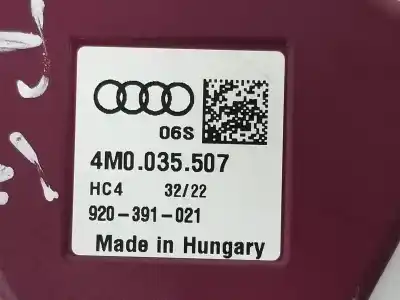 06S
4M0.035.507
HC4 32/22
920-391-021
Made in Hungary